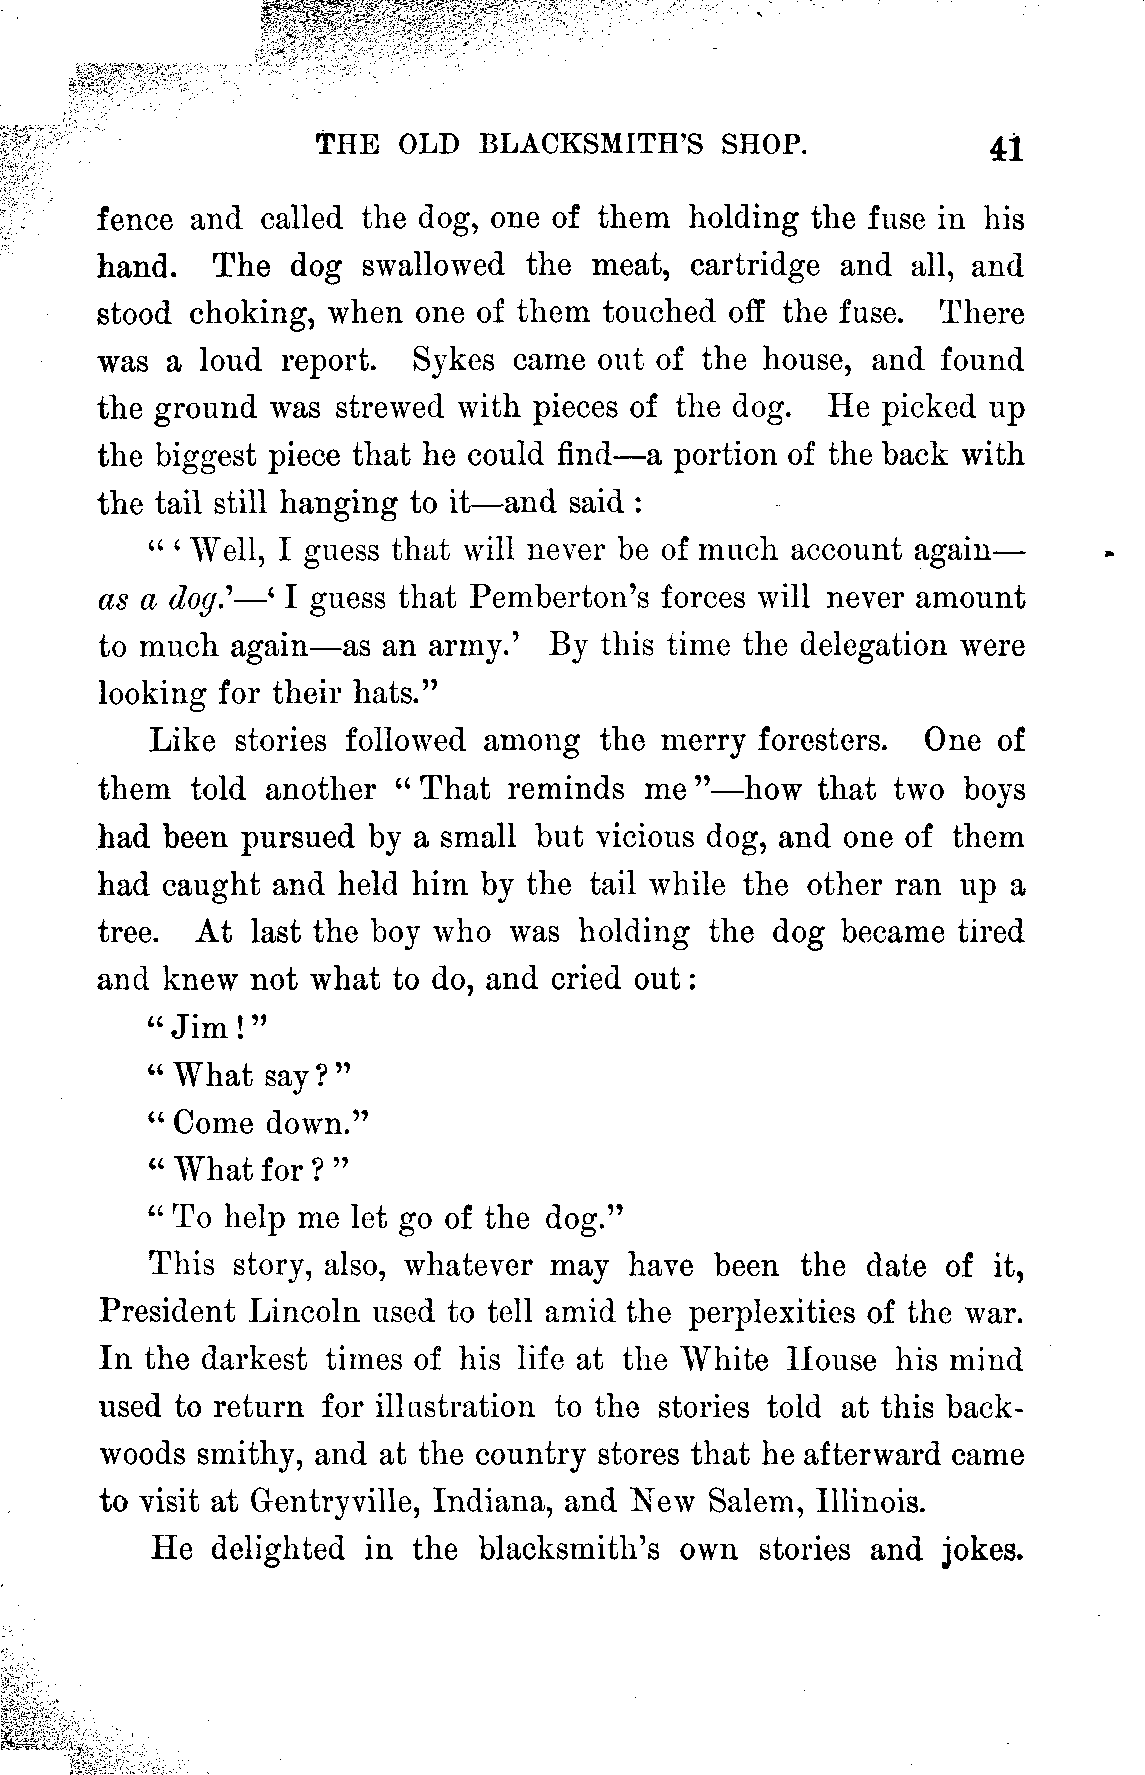 THE OLD BLACKSMITH'S SHOP. 41
fence and called the dog, one of them holding the fuse in his
hand. The dog swallowed the meat, cartridge and all, and
stood choking, when one of them touched off the fuse. There
was a loud report. Sykes came out of the house, and found
the ground was strewed with pieces of the dog. He picked up
the biggest piece that he could find—a portion of the back with
the tail still hanging to it—and said :
“ ‘ Well, I guess that will never be of much account again—
as a dog.’—‘ I guess that Pemberton’s forces will never amount
to much again—as an army.’ By this time the delegation were
looking for their hats.”
Like stories followed among the merry foresters. One of
them told another “ That reminds me ”—how that two boys
had been pursued by a small but vicious dog, and one of them
had caught and held him by the tail while the other ran up a
tree. At last the boy who was holding the dog became tired
and knew not what to do, and cried out :
“ Jim ! ”
“ What say ? ”
“ Come down.”
“ What for ? ”
“ To help me let go of the dog.”
This story, also, whatever may have been the date of it,
President Lincoln used to tell amid the perplexities of the war.
In the darkest times of his life at the White House his mind
used to return for illustration to the stories told at this back-
woods smithy, and at the country stores that he afterward came
to visit at Gentryville, Indiana, and New Salem, Illinois.
He delighted in the blacksmith’s own stories and jokes.